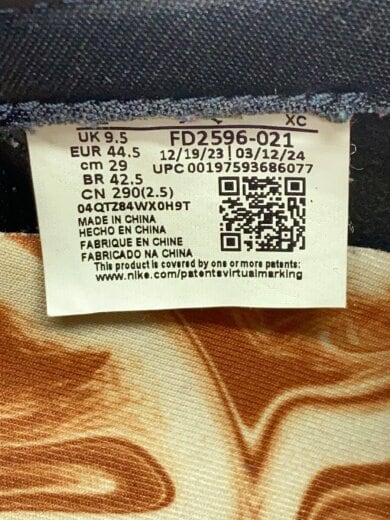 XC
UK 9.5 FD2596-021
EUR 44.5 12/19/23 | 03/12/24
cm 29 UPC 00197593686077
BR 42.5
CN 290(2.5)
04QTZ84WX0H9T
MADE IN CHINA
HECHO EN CHINA
FABRIQUE EN CHINE
FABRICADO NA CHINA
This product is covered by one or more patents:
www.nike.com/patentsvirtualmarking